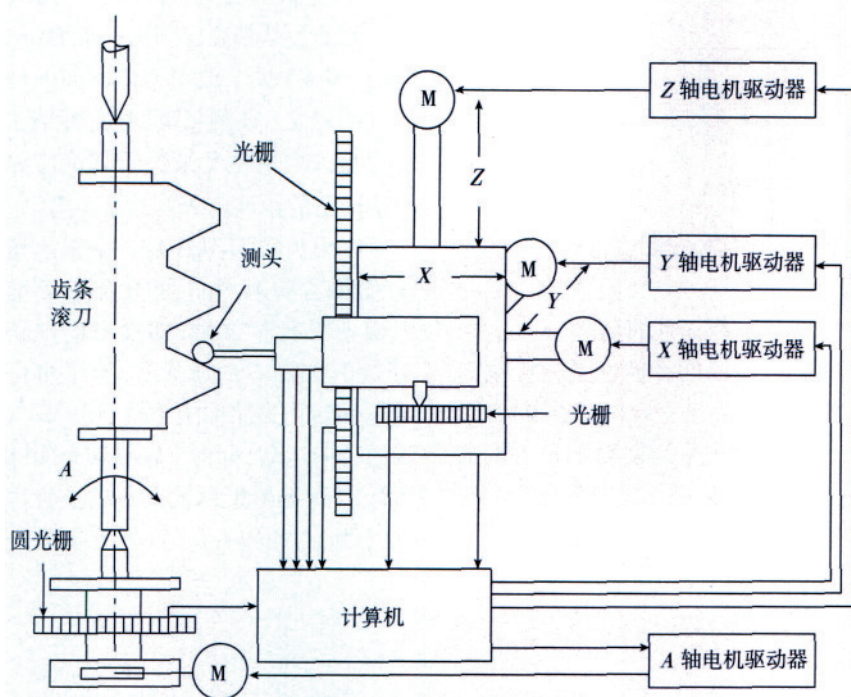 M
Z 轴电机驱动器
光栅
Z
测头
X
M
Y 轴电机驱动器
Y
齿条
滚刀
M
X 轴电机驱动器
光栅
A
圆光栅
计算机
M
A 轴电机驱动器